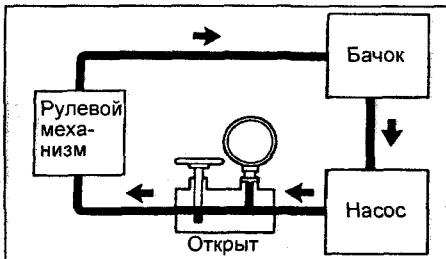 Бачок
Рулевой
меха-
низм
Насос
Открыт